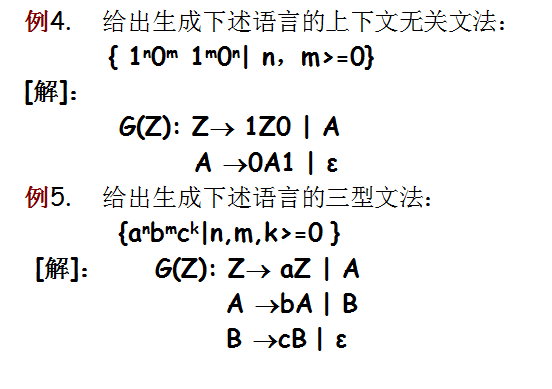 例4. 给出生成下述语言的上下文无关文法：
{ 1ⁿ0ᵐ 1ᵐ0ⁿ| n，m>=0}
[解]：
G(Z): Z→ 1Z0 | A
A →0A1 | ε
例5. 给出生成下述语言的三型文法：
{aⁿbᵐcᵏ|n,m,k>=0 }
[解]： G(Z): Z→ aZ | A
A →bA | B
B →cB | ε